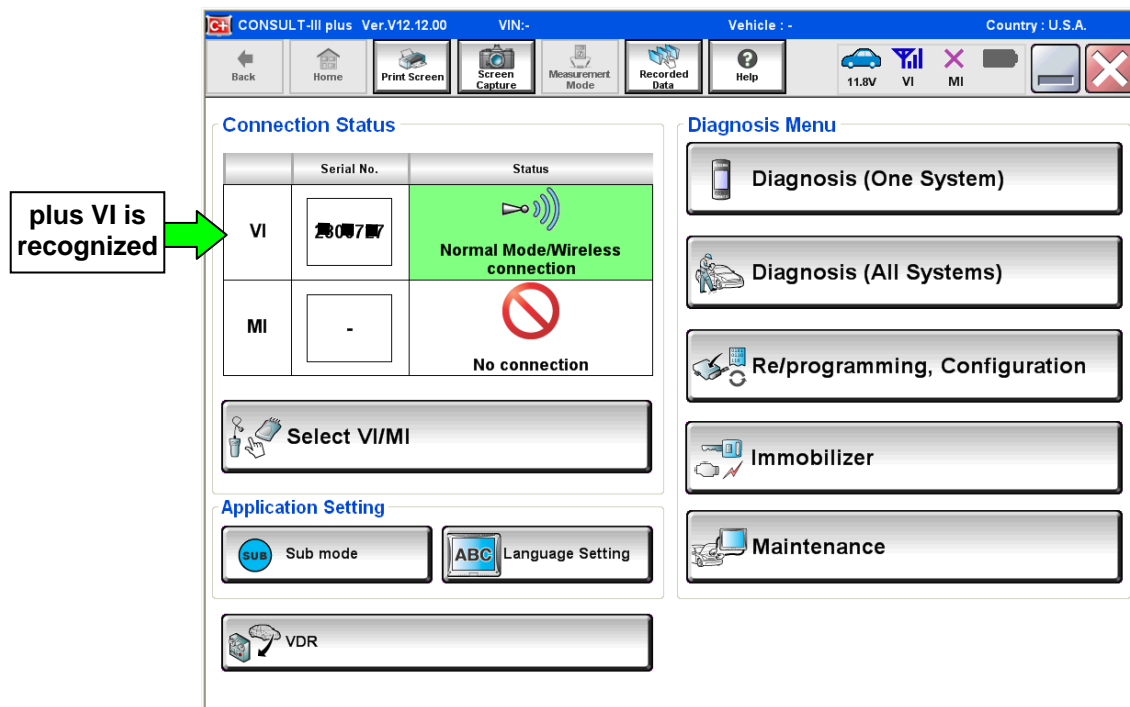 CONSULT-III plus Ver.V12.12.00 VIN:- Vehicle : - Country : U.S.A.
Back
Home
Print Screen
Screen
Capture
Measurement
Mode
Recorded
Data
Help
11.8V
VI
MI
Connection Status
Serial No. Status
plus VI is
recognized
VI
Normal Mode/Wireless
connection
MI
-
No connection
Select VI/MI
Application Setting
SUB
Sub mode
ABC
Language Setting
VDR
Diagnosis Menu
Diagnosis (One System)
Diagnosis (All Systems)
Re/programming, Configuration
Immobilizer
Maintenance